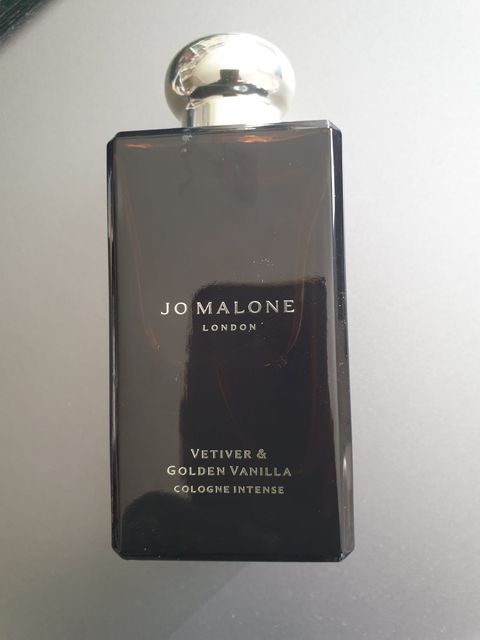 JO MALONE
LONDON
VETIVER &
GOLDEN VANILLA
COLOGNE INTENSE